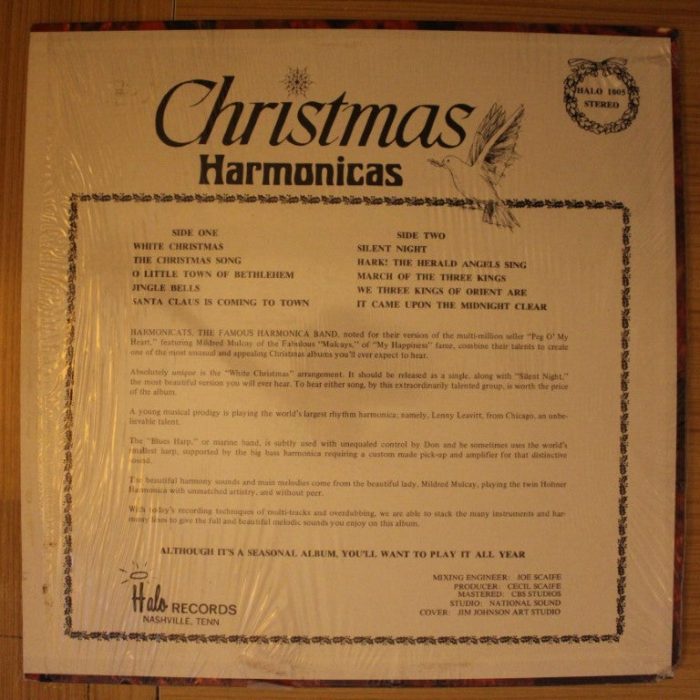 Christmas
Harmonicas
HALO 1005
STEREO
SIDE ONE
WHITE CHRISTMAS
THE CHRISTMAS SONG
O LITTLE TOWN OF BETHLEHEM
JINGLE BELLS
SANTA CLAUS IS COMING TO TOWN
SIDE TWO
SILENT NIGHT
HARK! THE HERALD ANGELS SING
MARCH OF THE THREE KINGS
WE THREE KINGS OF ORIENT ARE
IT CAME UPON THE MIDNIGHT CLEAR
HARMONICATS, THE FAMOUS HARMONICA BAND, noted for their version of the multi-million seller "Peg O' My
Heart," featuring Mildred Mulcay of the Fabulous "Mulcays," of "My Happiness" fame, combine their talents to create
one of the most unusual and appealing Christmas albums you'll ever expect to hear.
Absolutely unique is the "White Christmas" arrangement. It should be released as a single, along with "Silent Night,"
the most beautiful version you will ever hear. To hear either song, by this extraordinarily talented group, is worth the price
of the album.
A young musical prodigy is playing the world's largest rhythm harmonica; namely, Lenny Leavitt, from Chicago, an unbe-
lievable talent.
The "Blues Harp," or marine band, is subtly used with unequaled control by Don and he sometimes uses the world's
smallest harp, supported by the big bass harmonica requiring a custom made pick-up and amplifier for that distinctive
sound.
The beautiful harmony sounds and main melodies come from the beautiful lady, Mildred Mulcay, playing the twin Hohner
Harmonica with unmatched artistry, and without peer.
With today's recording techniques of multi-tracks and overdubbing, we are able to stack the many instruments and har-
mony lines to give the full and beautiful melodic sounds you enjoy on this album.
ALTHOUGH IT'S A SEASONAL ALBUM, YOU'LL WANT TO PLAY IT ALL YEAR
Halo RECORDS
NASHVILLE, TENN
MIXING ENGINEER: JOE SCAIFE
PRODUCER: CECIL SCAIFE
MASTERED: CBS STUDIOS
STUDIO: NATIONAL SOUND
COVER: JIM JOHNSON ART STUDIO